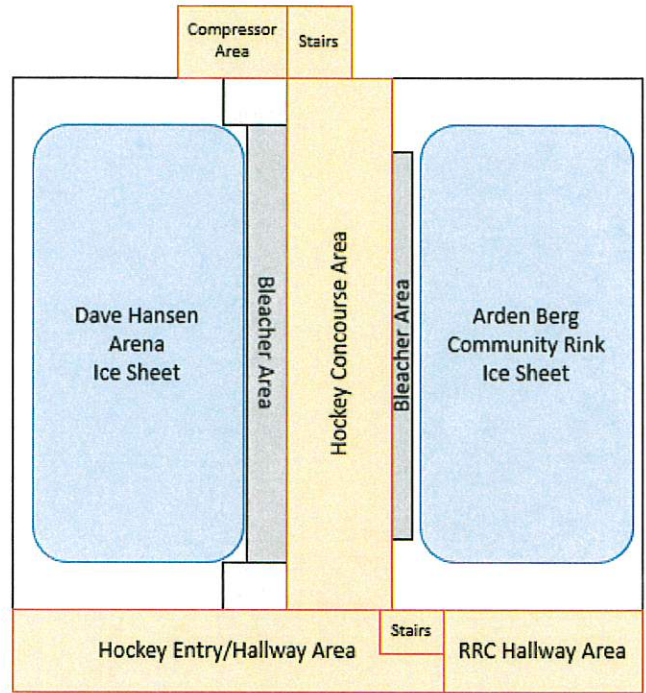 Compressor
Area
Stairs
Dave Hansen
Arena
Ice Sheet
Bleacher Area
Hockey Concourse Area
Bleacher Area
Arden Berg
Community Rink
Ice Sheet
Stairs
Hockey Entry/Hallway Area
RRC Hallway Area